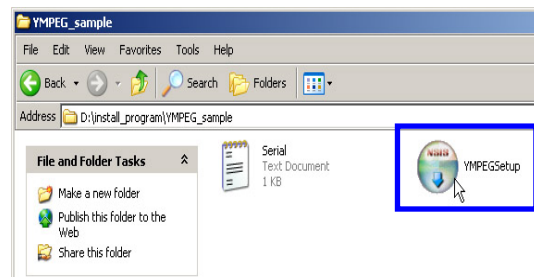 YMPEG_sample
File Edit View Favorites Tools Help
Back Search Folders
Address D:\install_program\YMPEG_sample
File and Folder Tasks
Make a new folder
Publish this folder to the
Web
Share this folder
Serial
Text Document
1 KB
NSIS
YMPEGSetup